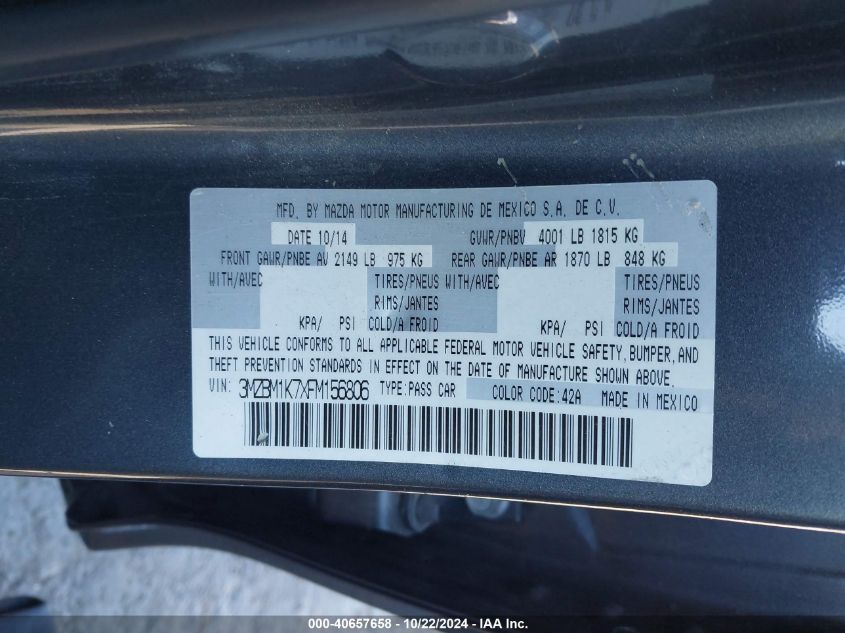 MFD. BY MAZDA MOTOR MANUFACTURING DE MEXICO S.A. DE C.V.
DATE 10/14 GVWR/PNBV 4001 LB 1815 KG
FRONT GAWR/PNBE AV 2149 LB 975 KG REAR GAWR/PNBE AR 1870 LB 848 KG
WITH/AVEC TIRES/PNEUS WITH/AVEC TIRES/PNEUS
RIMS/JANTES RIMS/JANTES
KPA/ PSI COLD/A FROID KPA/ PSI COLD/A FROID
THIS VEHICLE CONFORMS TO ALL APPLICABLE FEDERAL MOTOR VEHICLE SAFETY, BUMPER, AND
THEFT PREVENTION STANDARDS IN EFFECT ON THE DATE OF MANUFACTURE SHOWN ABOVE.
VIN: 3MZBM1K7XFM156806 TYPE:PASS CAR COLOR CODE:42A MADE IN MEXICO
000-40657658 - 10/22/2024 - IAA Inc.